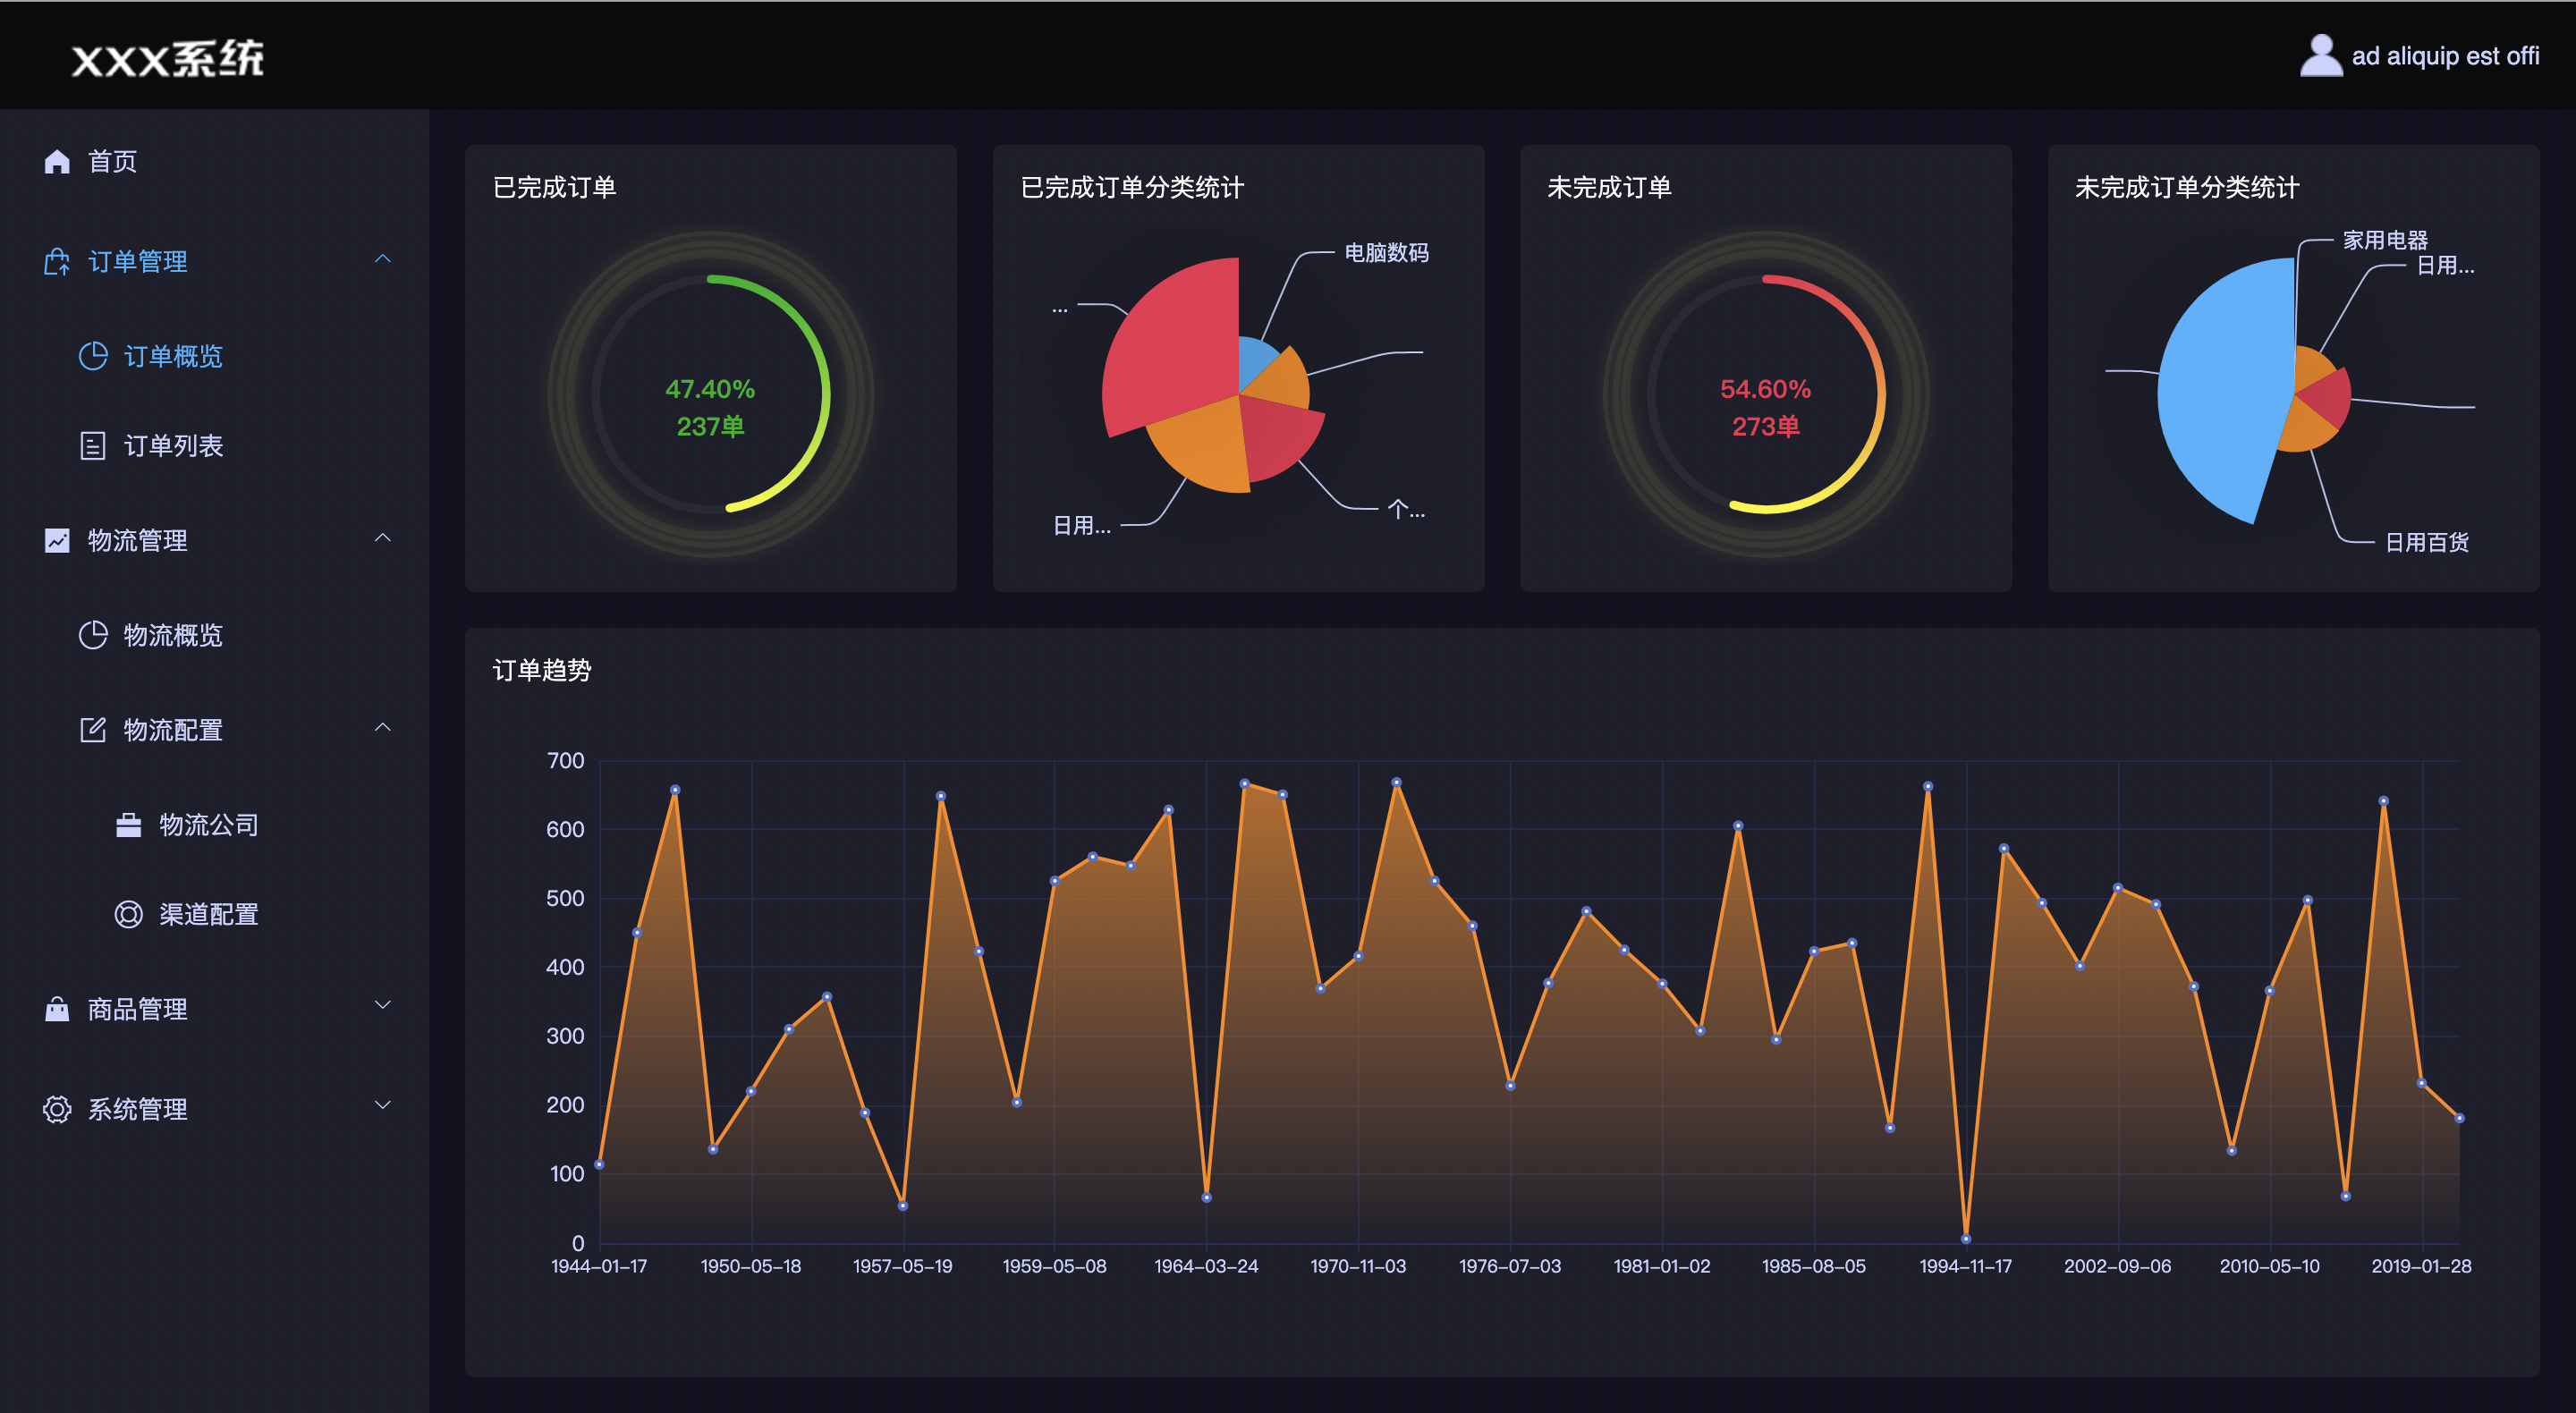 XXX系统
ad aliquip est offi
首页
订单管理
订单概览
订单列表
物流管理
物流概览
物流配置
物流公司
渠道配置
商品管理
系统管理
已完成订单
47.40%
237单
已完成订单分类统计
电脑数码
...
个...
日用...
未完成订单
54.60%
273单
未完成订单分类统计
家用电器
日用...
日用百货
订单趋势
700
600
500
400
300
200
100
0
1944-01-17 1950-05-18 1957-05-19 1959-05-08 1964-03-24 1970-11-03 1976-07-03 1981-01-02 1985-08-05 1994-11-17 2002-09-06 2010-05-10 2019-01-28